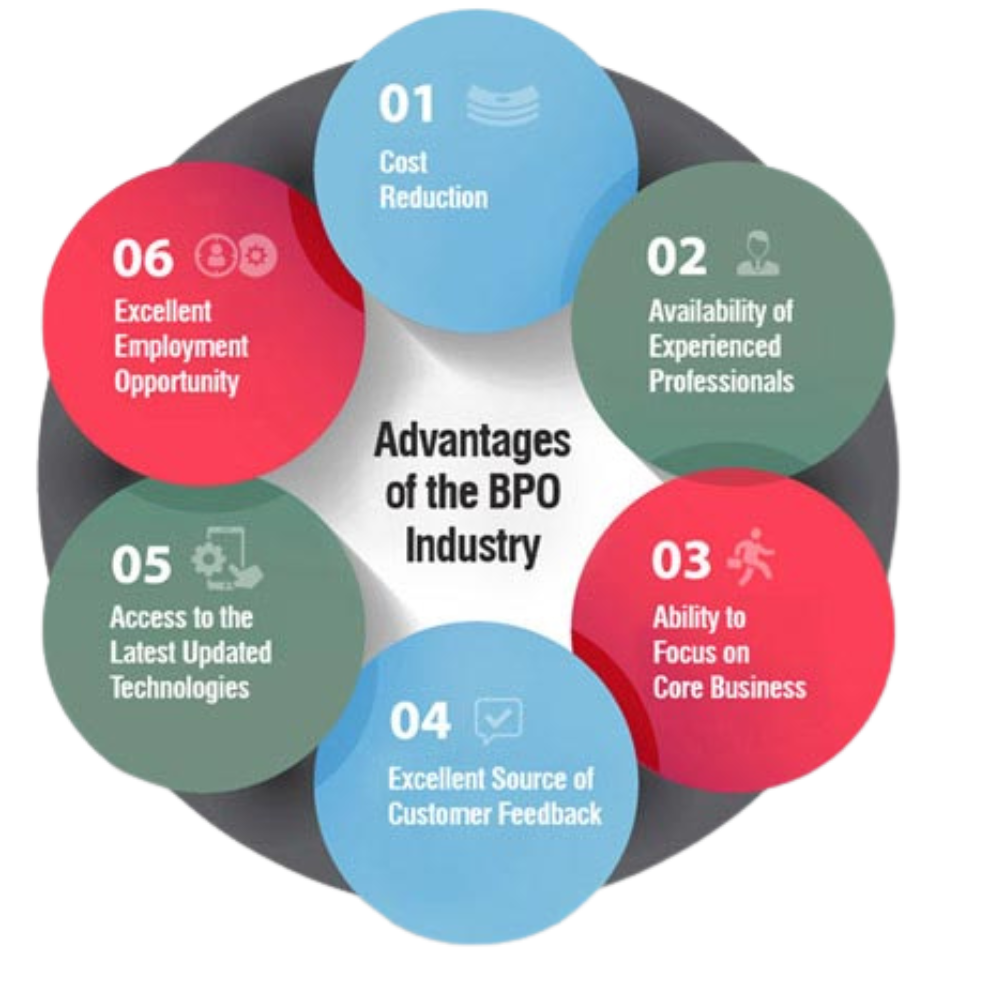 Advantages
of the BPO
Industry
01
Cost
Reduction
02
Availability of
Experienced
Professionals
03
Ability to
Focus on
Core Business
04
Excellent Source of
Customer Feedback
05
Access to the
Latest Updated
Technologies
06
Excellent
Employment
Opportunity